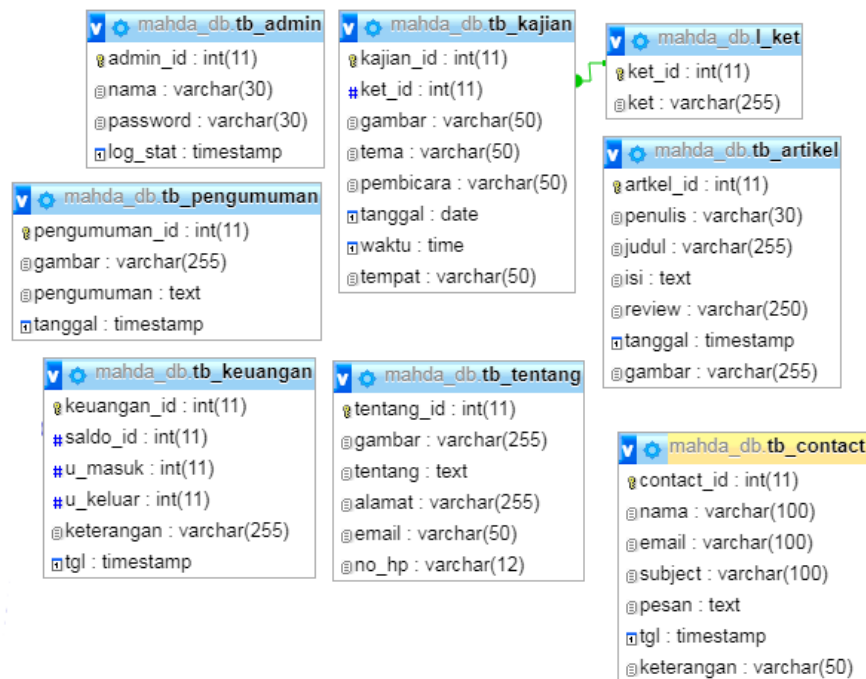 mahda_db.tb_admin
admin_id : int(11)
nama : varchar(30)
password : varchar(30)
log_stat : timestamp
mahda_db.tb_kajian
kajian_id : int(11)
#ket_id : int(11)
gambar : varchar(50)
tema : varchar(50)
pembicara : varchar(50)
tanggal : date
waktu : time
tempat : varchar(50)
mahda_db.l_ket
ket_id : int(11)
ket : varchar(255)
mahda_db.tb_artikel
artkel_id : int(11)
penulis : varchar(30)
judul : varchar(255)
isi : text
review : varchar(250)
tanggal : timestamp
gambar : varchar(255)
mahda_db.tb_pengumuman
pengumuman_id : int(11)
gambar : varchar(255)
pengumuman : text
tanggal : timestamp
mahda_db.tb_keuangan
keuangan_id : int(11)
#saldo_id : int(11)
#u_masuk : int(11)
#u_keluar : int(11)
keterangan : varchar(255)
tgl : timestamp
mahda_db.tb_tentang
tentang_id : int(11)
gambar : varchar(255)
tentang : text
alamat : varchar(255)
email : varchar(50)
no_hp : varchar(12)
mahda_db.tb_contact
contact_id : int(11)
nama : varchar(100)
email : varchar(100)
subject : varchar(100)
pesan : text
tgl : timestamp
keterangan : varchar(50)